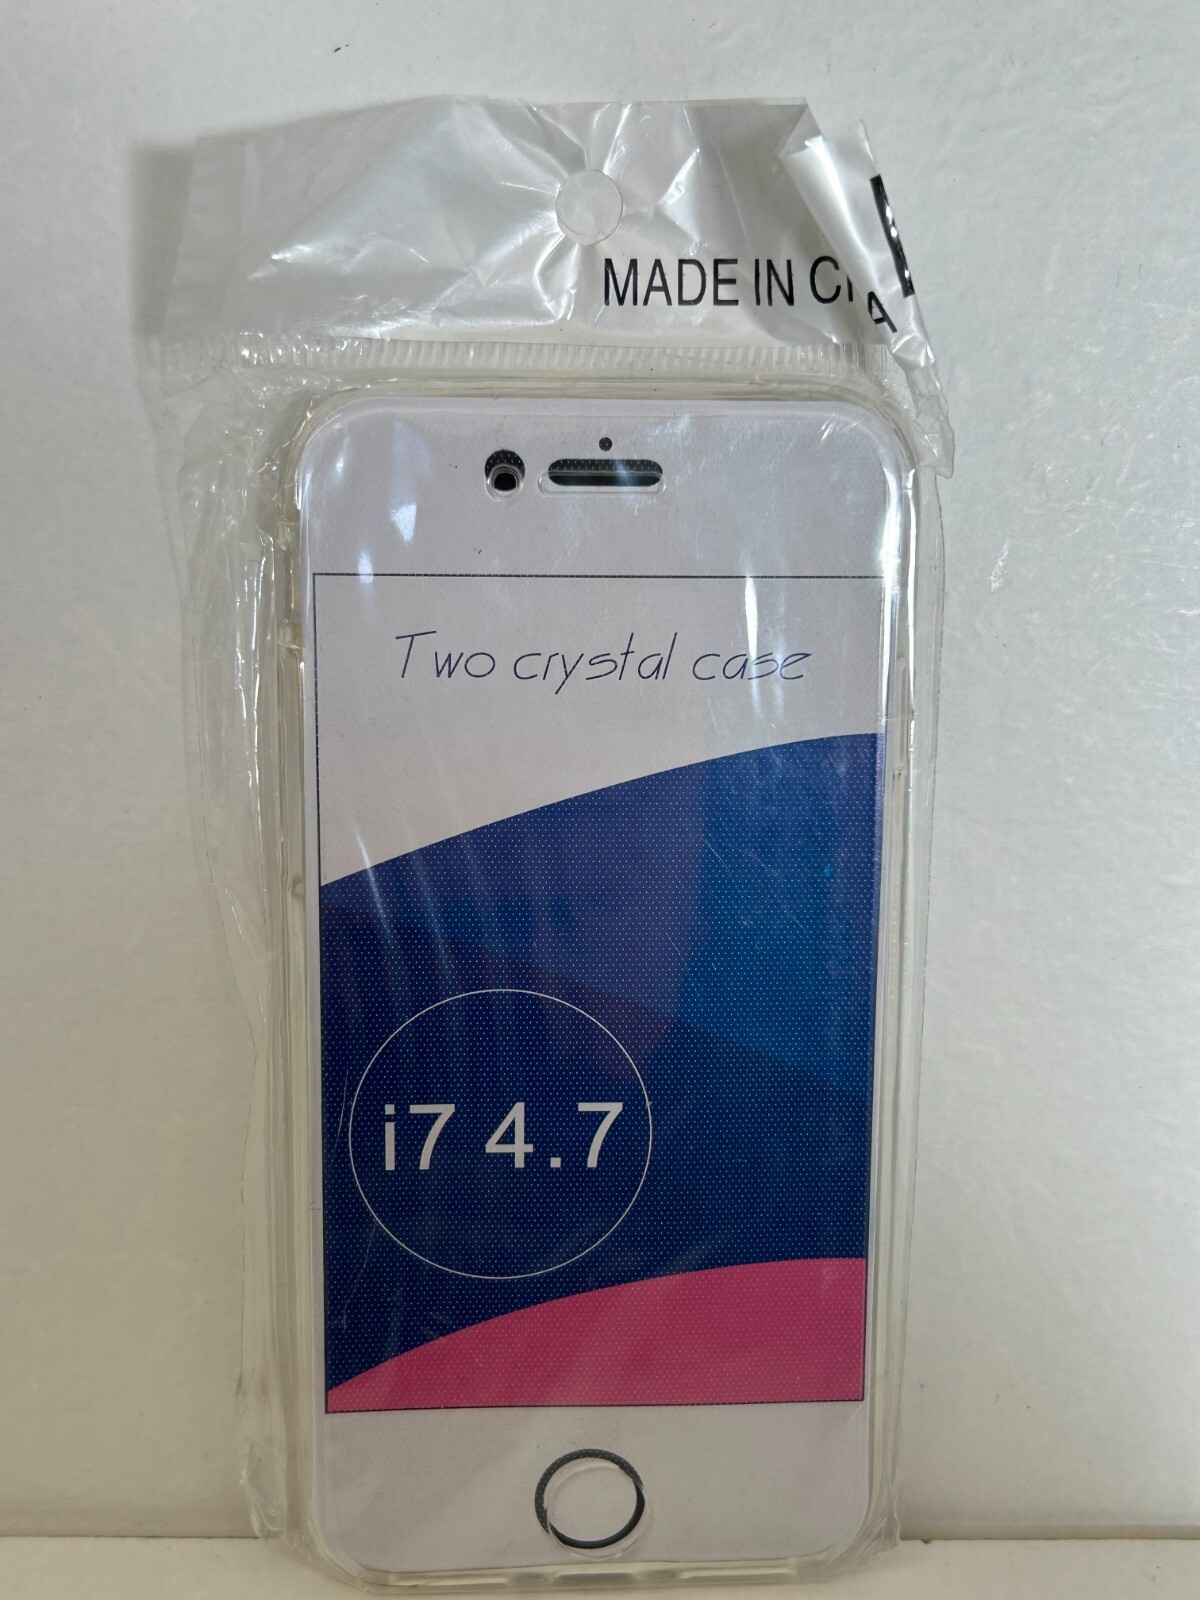 MADE IN
Two crystal case
i7 4.7